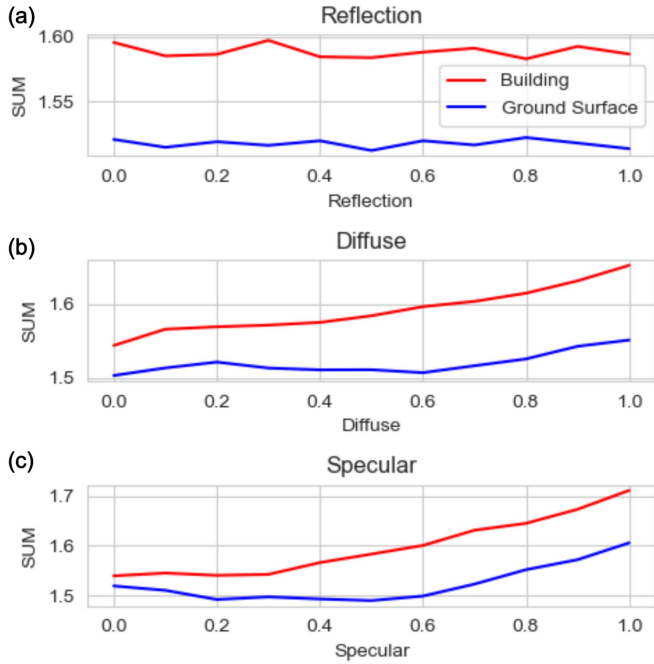 (a)
Reflection
1.60
1.55
SUM
Building
Ground Surface
0.0 0.2 0.4 0.6 0.8 1.0
Reflection
(b)
Diffuse
1.6
1.5
SUM
0.0 0.2 0.4 0.6 0.8 1.0
Diffuse
(c)
Specular
1.7
1.6
1.5
SUM
0.0 0.2 0.4 0.6 0.8 1.0
Specular